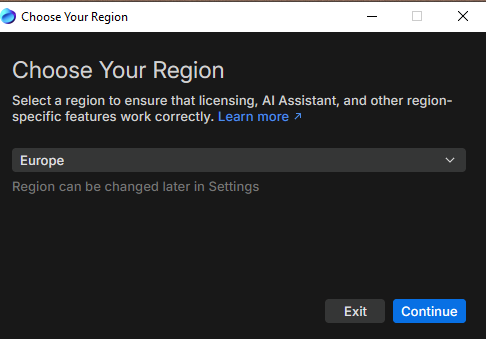 Choose Your Region
Choose Your Region
Select a region to ensure that licensing, AI Assistant, and other region-
specific features work correctly. Learn more ↗
Europe
Region can be changed later in Settings
Exit
Continue